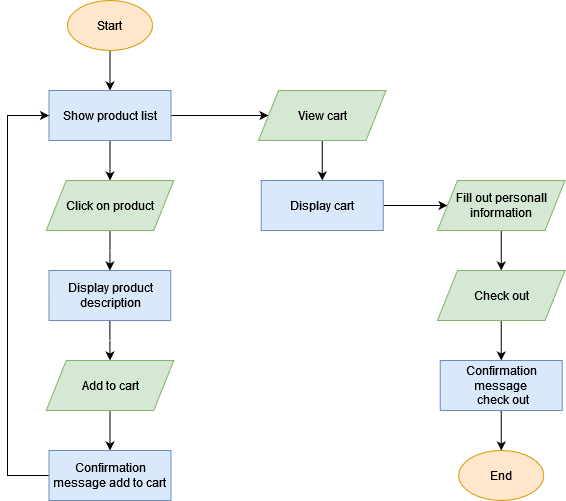 Start
Show product list
View cart
Click on product
Display cart
Fill out personall
information
Display product
description
Check out
Add to cart
Confirmation
message
check out
Confirmation
message add to cart
End